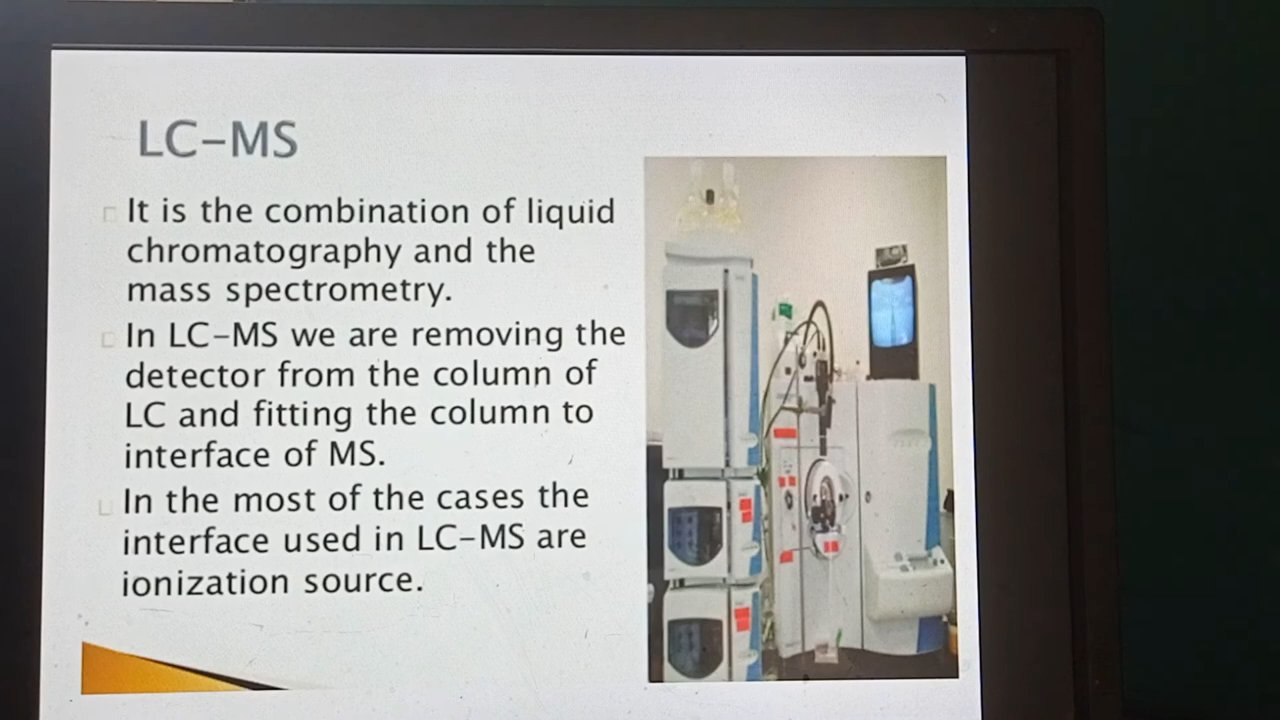 LC-MS
It is the combination of liquid
chromatography and the
mass spectrometry.
In LC-MS we are removing the
detector from the column of
LC and fitting the column to
interface of MS.
In the most of the cases the
interface used in LC-MS are
ionization source.